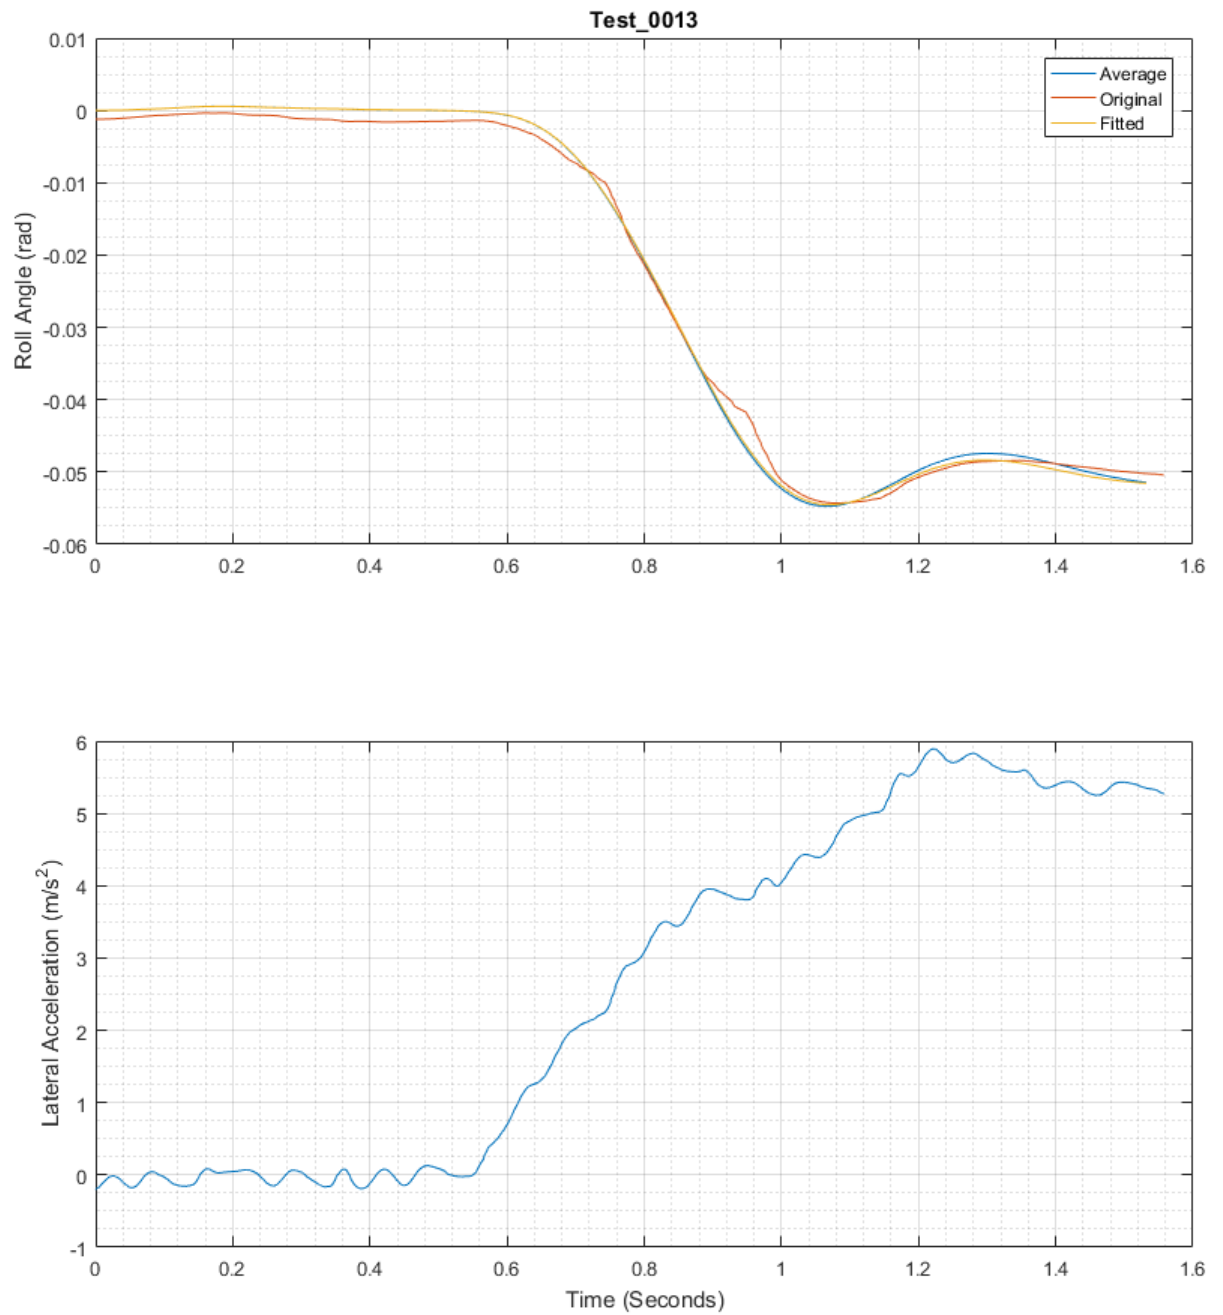 Test_0013
0.01
0
-0.01
-0.02
-0.03
-0.04
-0.05
-0.06
Roll Angle (rad)
0 0.2 0.4 0.6 0.8 1 1.2 1.4 1.6
Average
Original
Fitted
6
5
4
3
2
1
0
-1
Lateral Acceleration (m/s²)
0 0.2 0.4 0.6 0.8 1 1.2 1.4 1.6
Time (Seconds)